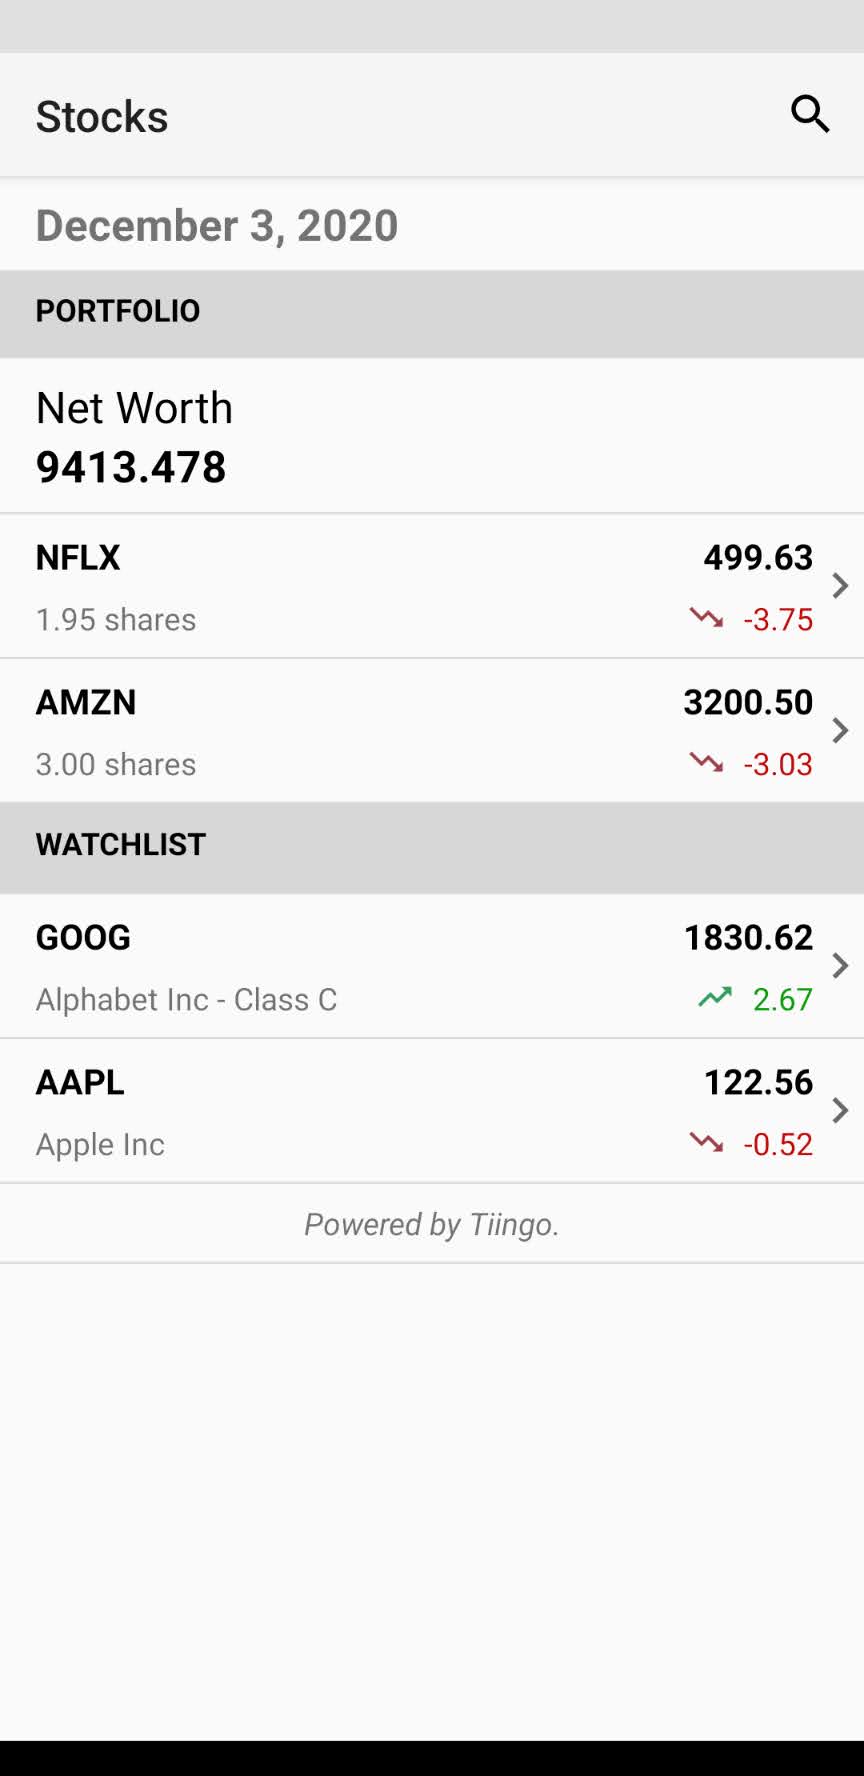 Stocks
December 3, 2020
PORTFOLIO
Net Worth
9413.478
NFLX 499.63
1.95 shares -3.75
AMZN 3200.50
3.00 shares -3.03
WATCHLIST
GOOG 1830.62
Alphabet Inc - Class C 2.67
AAPL 122.56
Apple Inc -0.52
Powered by Tiingo.